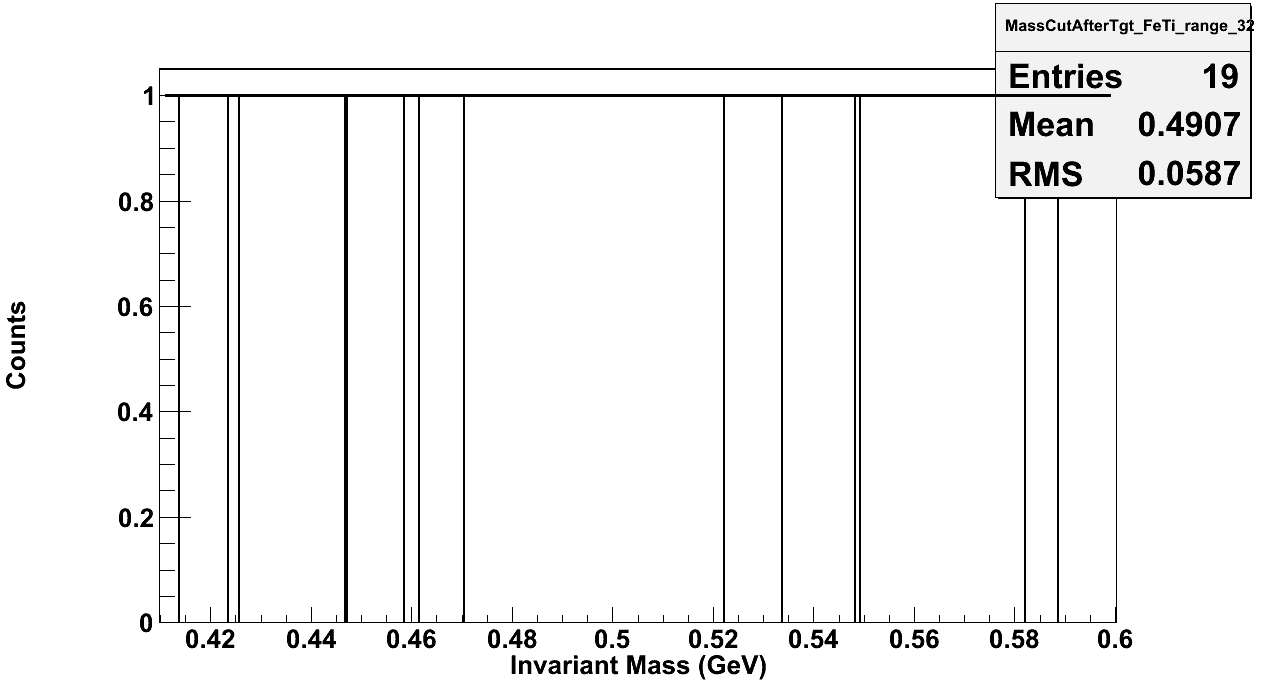 MassCutAfterTgt_FeTi_range_32
Entries 19
Mean 0.4907
RMS 0.0587
1
0.8
0.6
0.4
0.2
0
Counts
0.42 0.44 0.46 0.48 0.5 0.52 0.54 0.56 0.58 0.6
Invariant Mass (GeV)